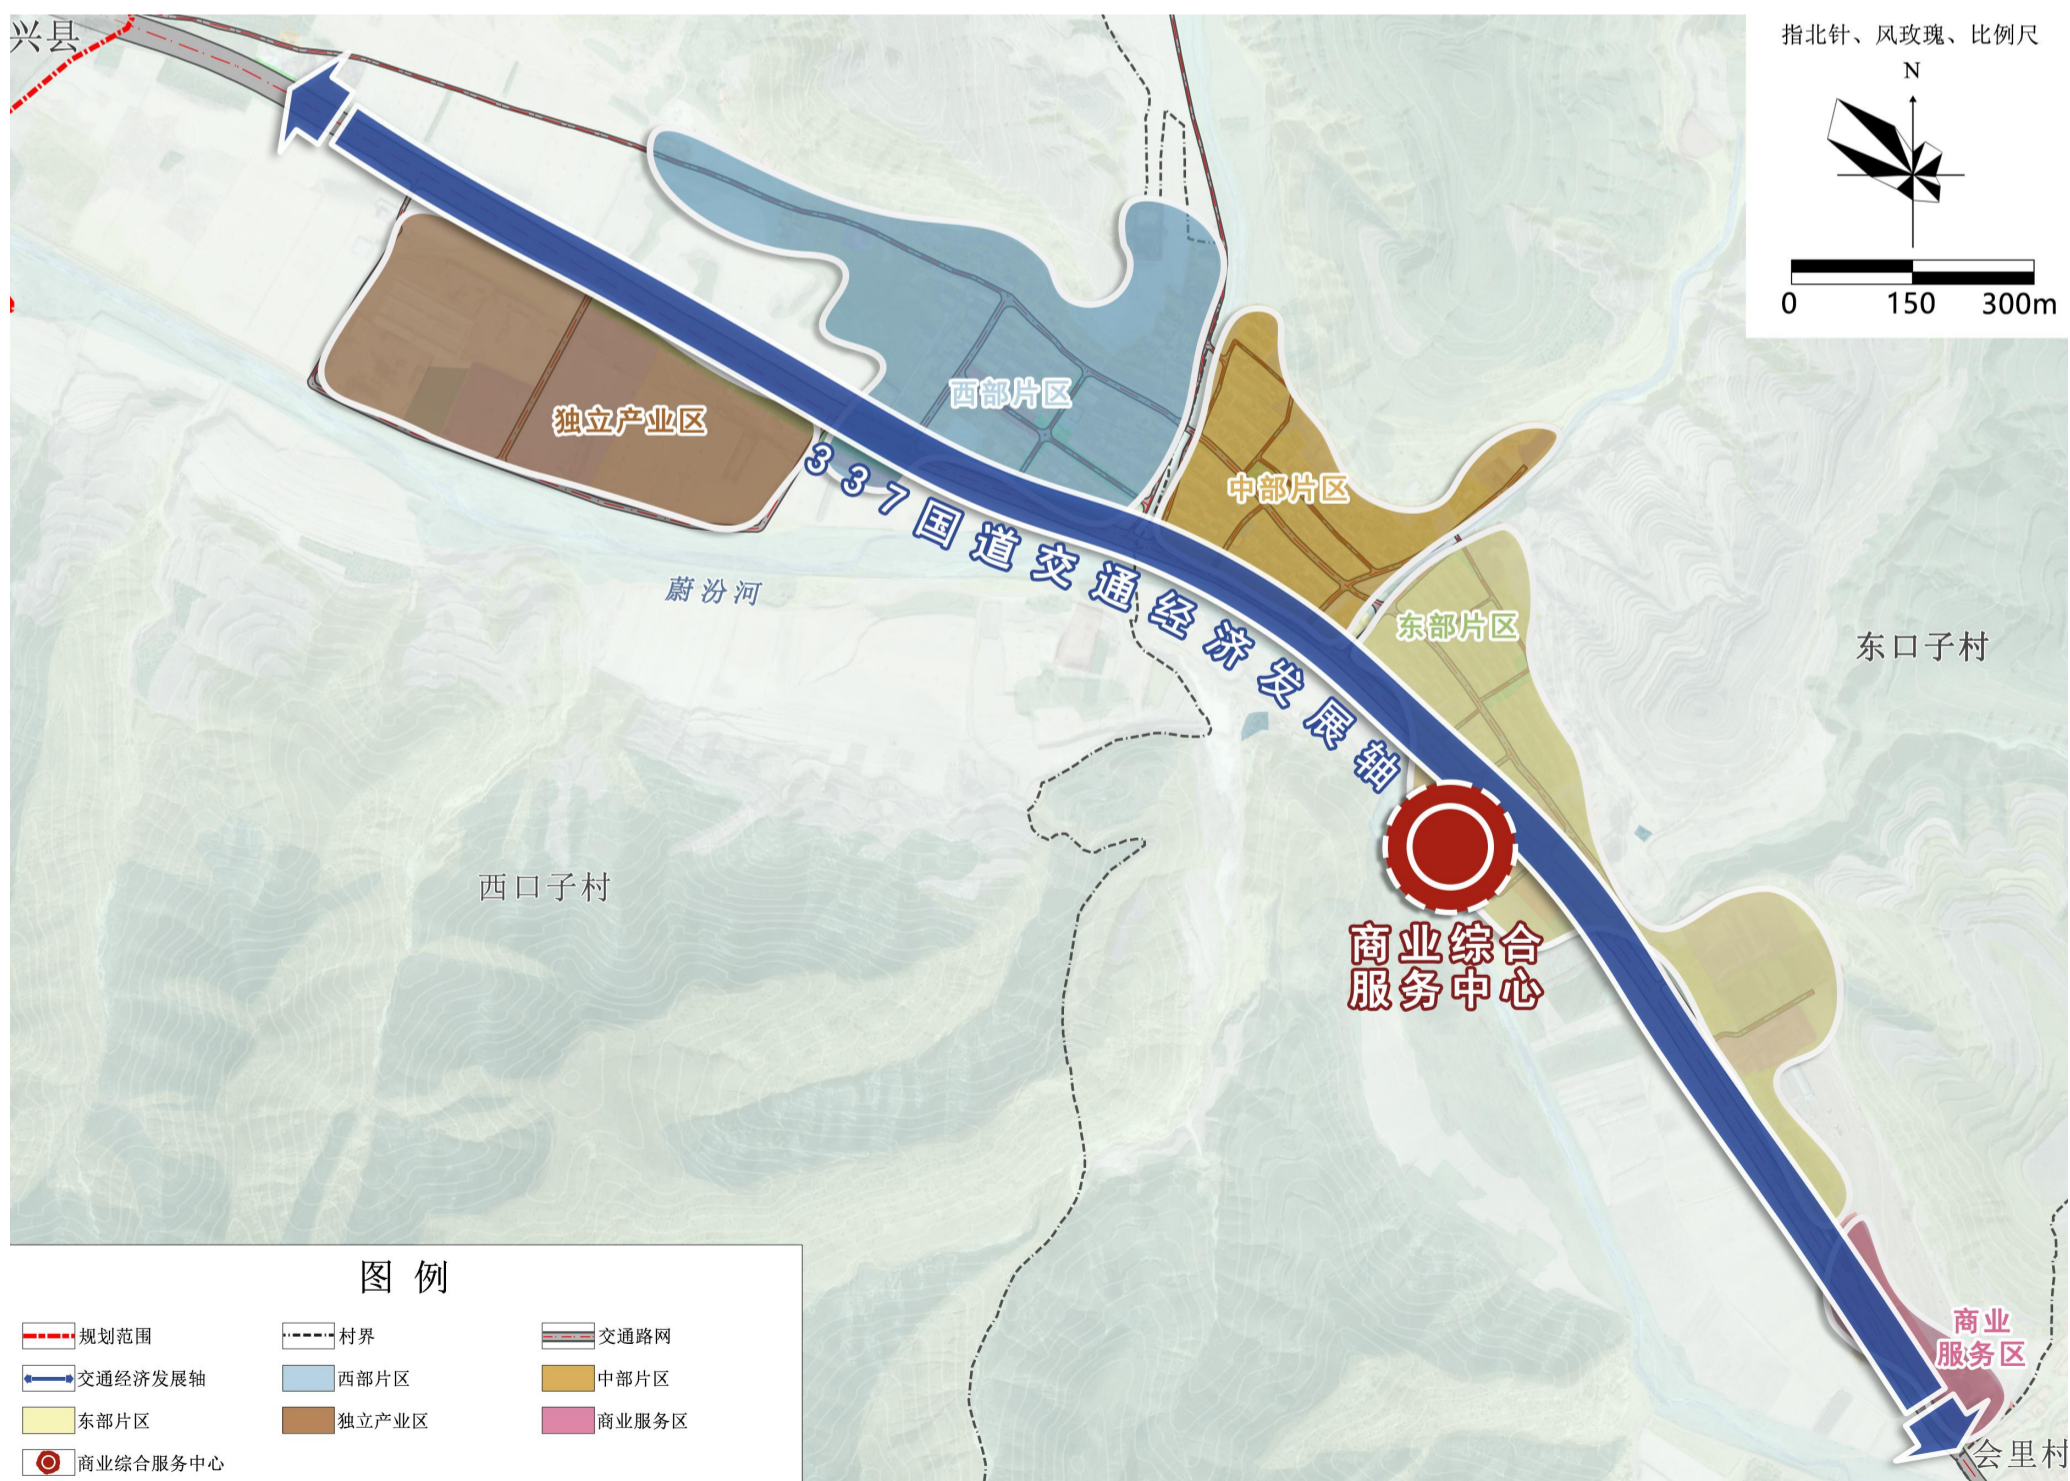 兴县
指北针、风玫瑰、比例尺
N
0 150 300m
西部片区
独立产业区
中部片区
337国道交通经济发展轴
蔚汾河
东部片区
东口子村
西口子村
商业综合
服务中心
商业
服务区
会里村
图例
规划范围 村界 交通路网
交通经济发展轴 西部片区 中部片区
东部片区 独立产业区 商业服务区
商业综合服务中心